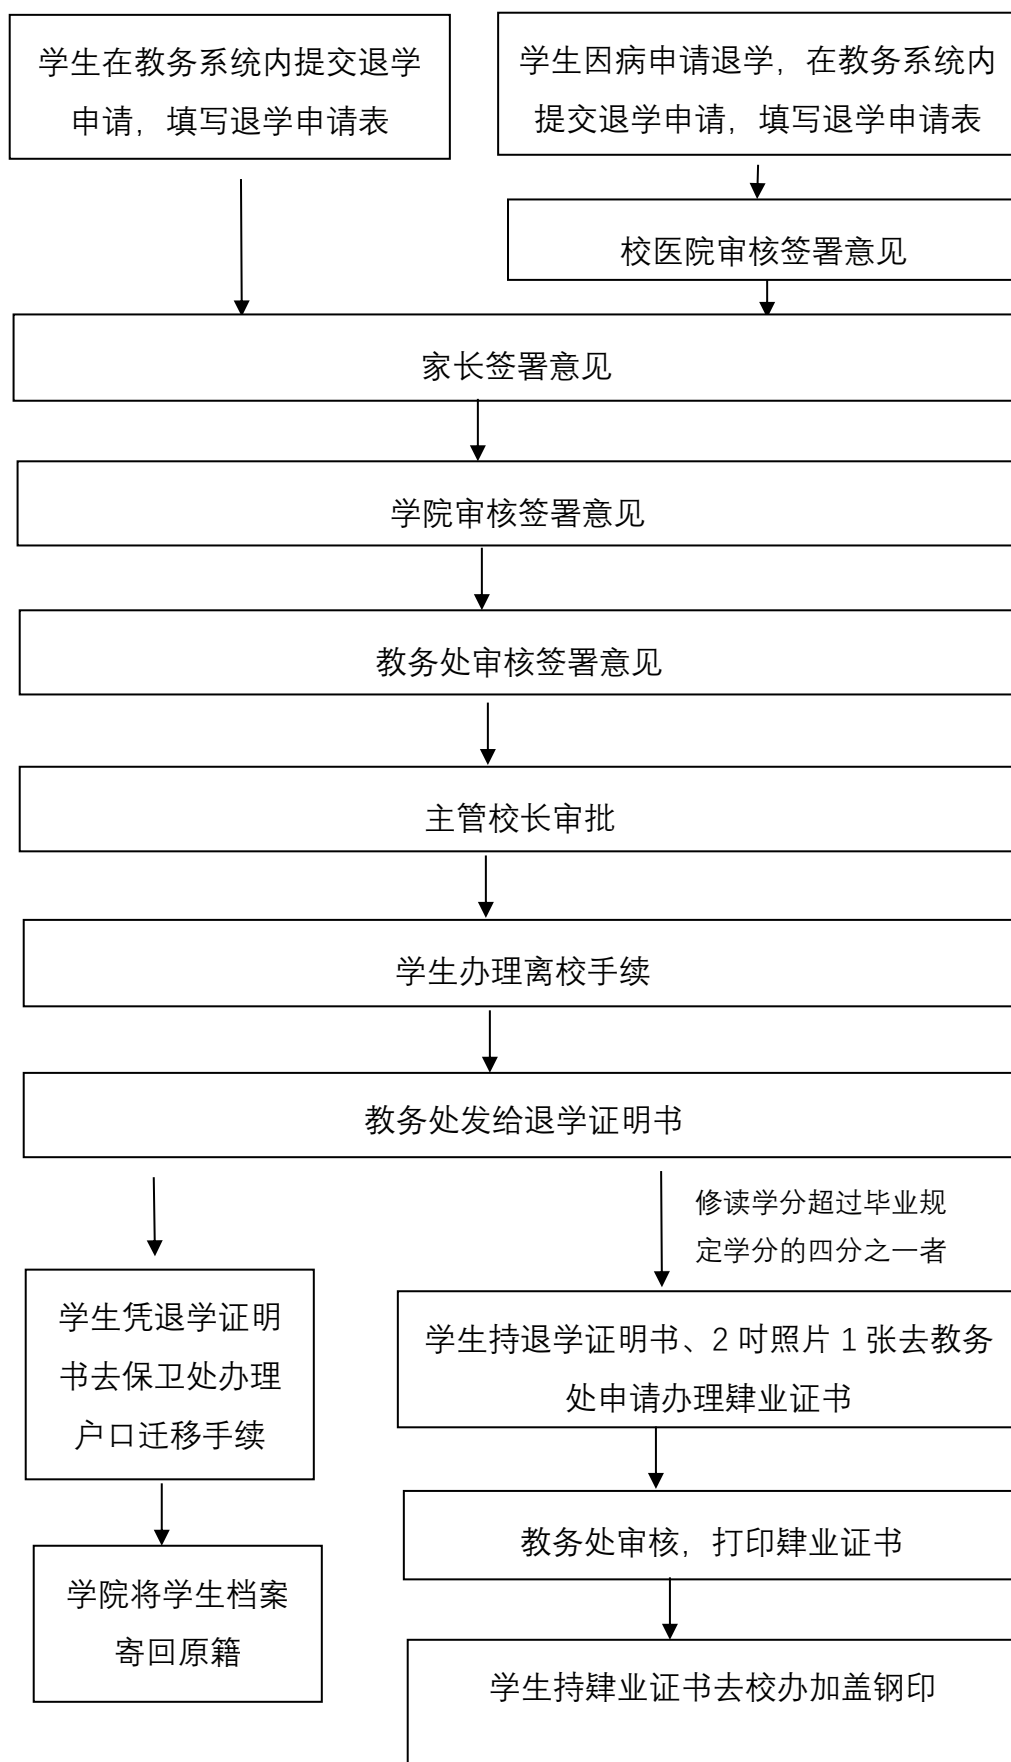 学生在教务系统内提交退学
申请，填写退学申请表
学生因病申请退学，在教务系统内
提交退学申请，填写退学申请表
校医院审核签署意见
家长签署意见
学院审核签署意见
教务处审核签署意见
主管校长审批
学生办理离校手续
教务处发给退学证明书
修读学分超过毕业规
定学分的四分之一者
学生凭退学证明
书去保卫处办理
户口迁移手续
学生持退学证明书、2 吋照片 1 张去教务
处申请办理肄业证书
教务处审核，打印肄业证书
学院将学生档案
寄回原籍
学生持肄业证书去校办加盖钢印